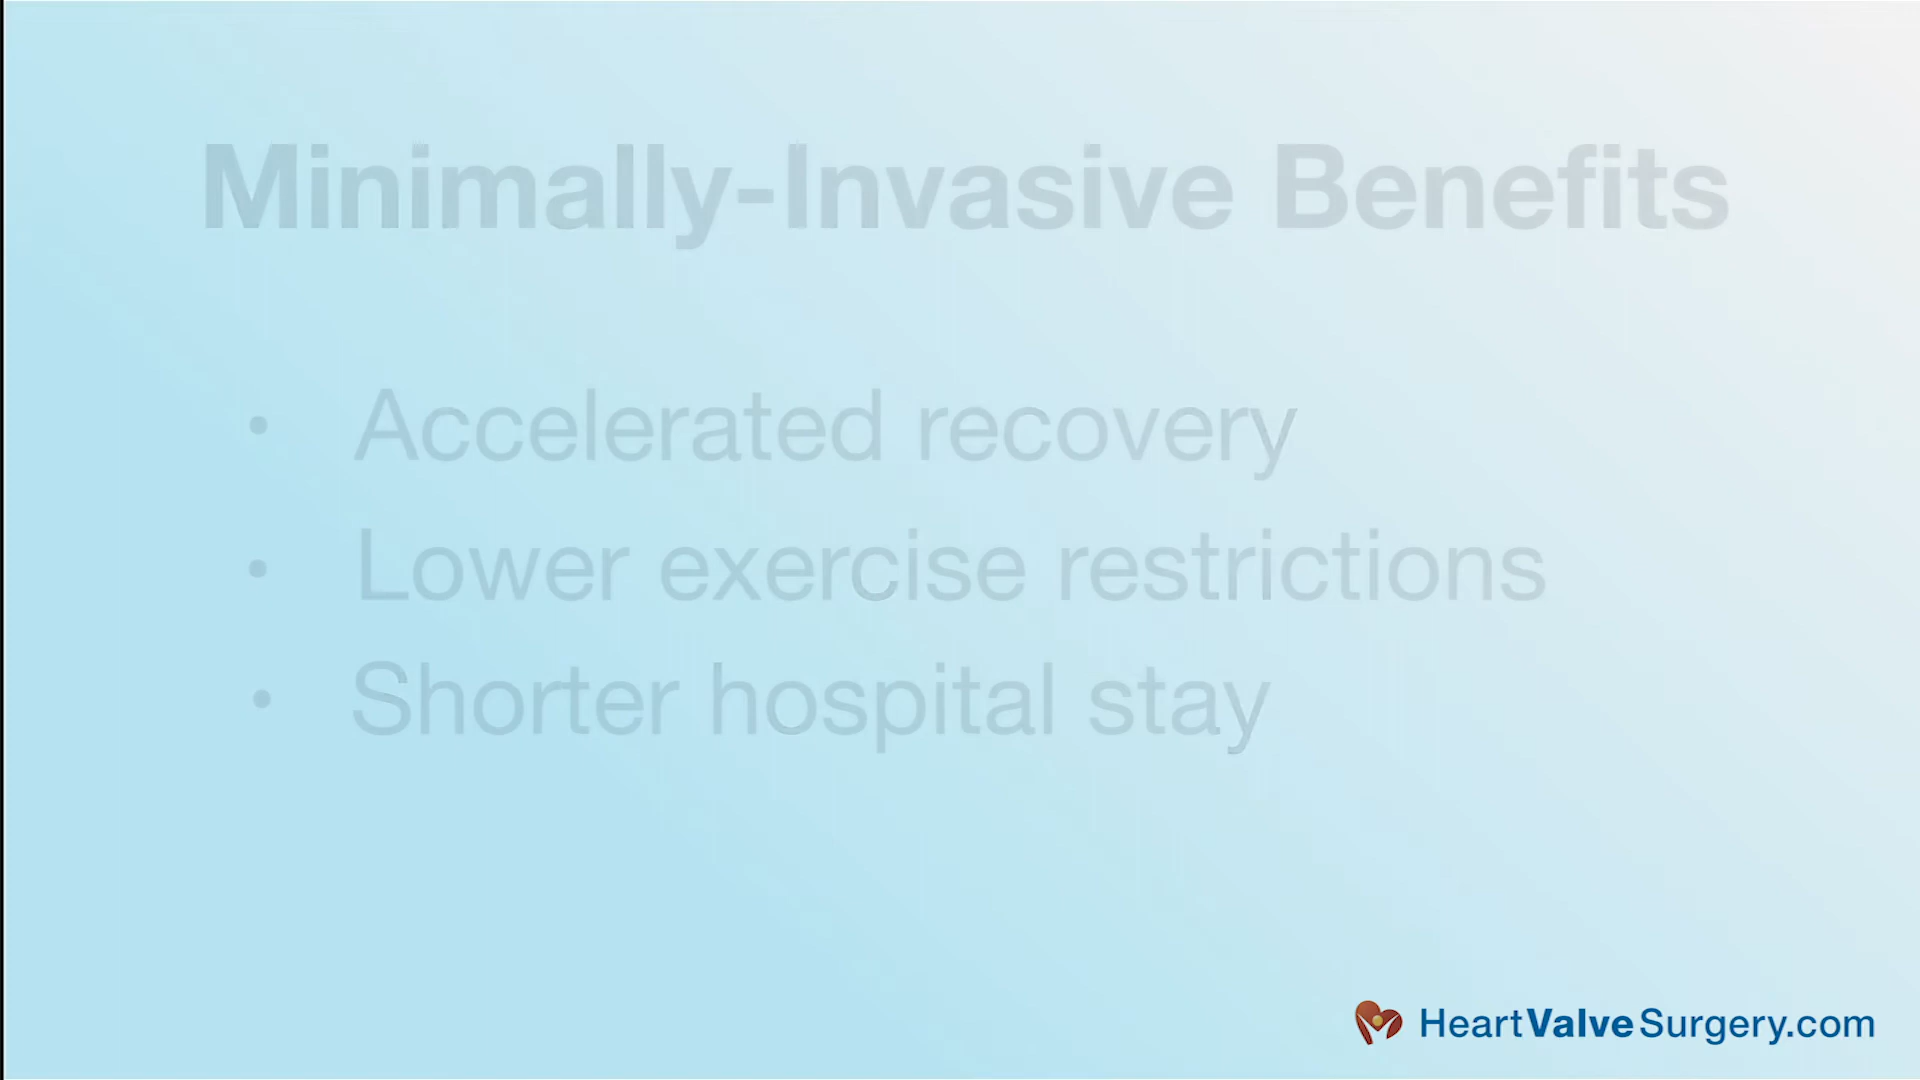 Minimally-Invasive Benefits
• Accelerated recovery
• Lower exercise restrictions
• Shorter hospital stay
HeartValveSurgery.com